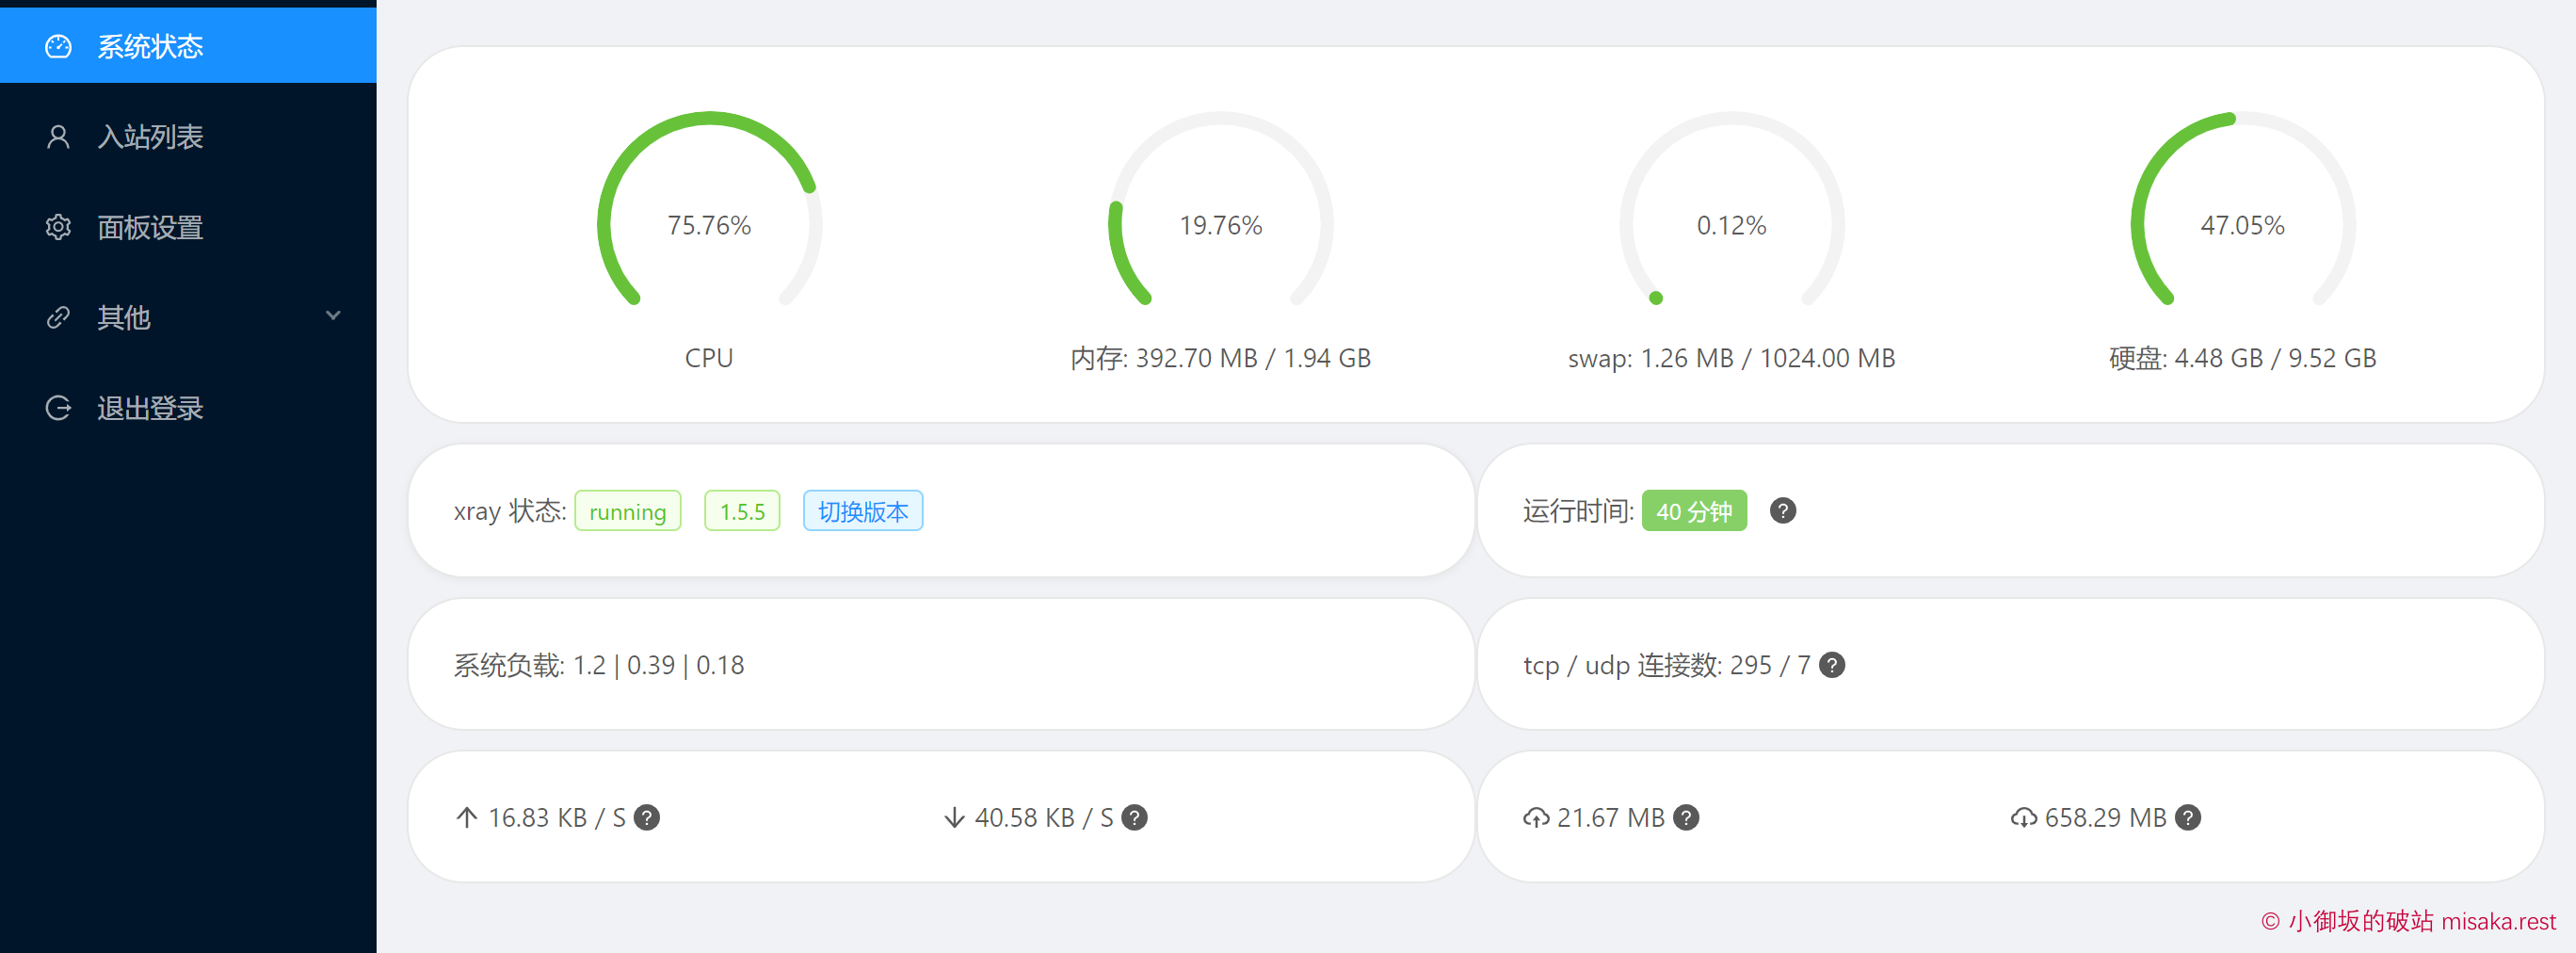 系统状态
入站列表
面板设置
其他
退出登录
75.76%
19.76%
0.12%
47.05%
CPU
内存: 392.70 MB / 1.94 GB
swap: 1.26 MB / 1024.00 MB
硬盘: 4.48 GB / 9.52 GB
xray 状态: running 1.5.5 切换版本
运行时间: 40 分钟 ?
系统负载: 1.2 | 0.39 | 0.18
tcp / udp 连接数: 295 / 7 ?
16.83 KB / S ?
40.58 KB / S ?
21.67 MB ?
658.29 MB ?
© 小御坂的破站 misaka.rest